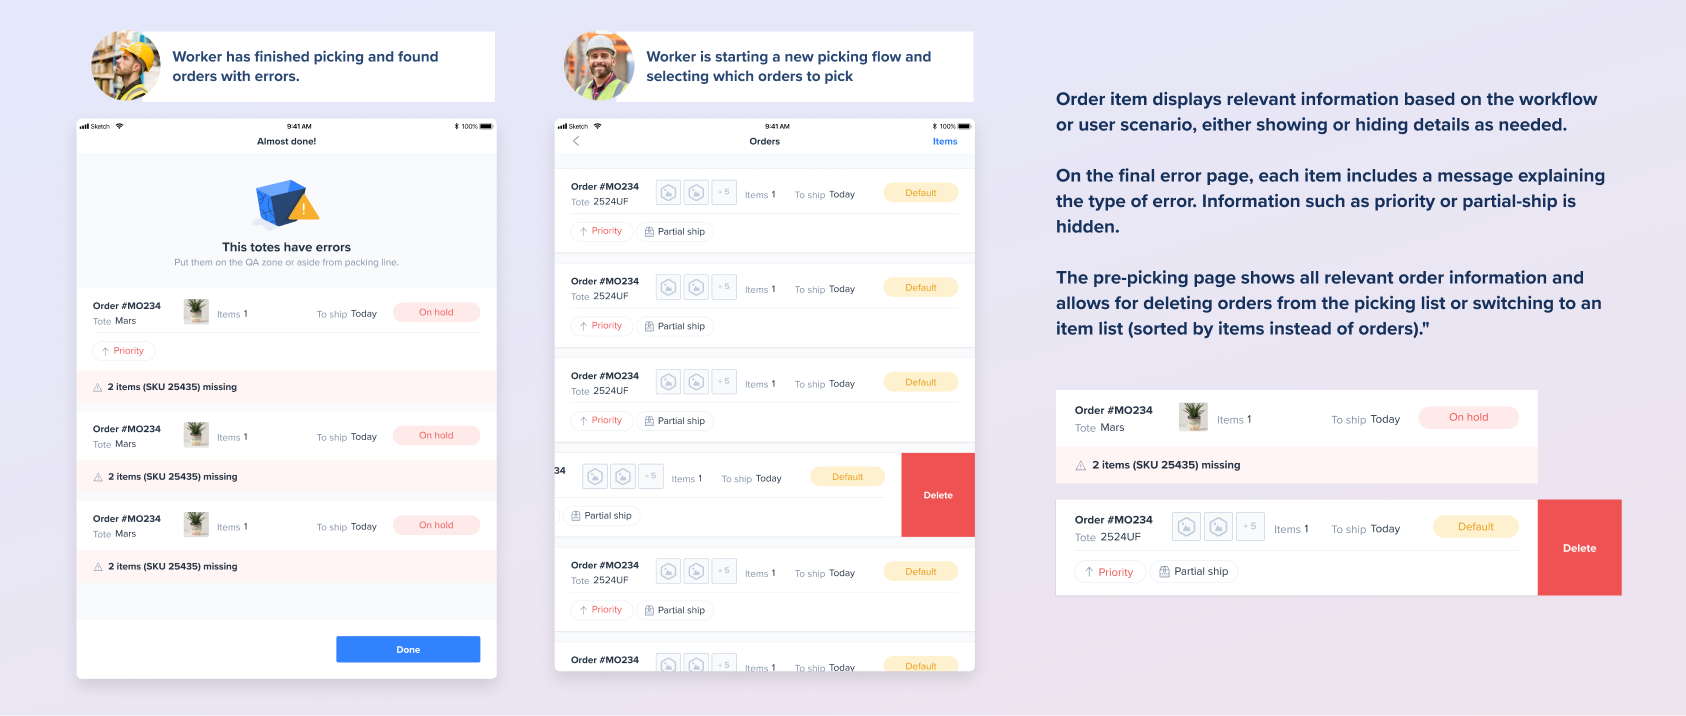 Worker has finished picking and found
orders with errors.
Sketch 9:41 AM 100%
Almost done!
This totes have errors
Put them on the QA zone or aside from packing line.
Order #MO234 Items 1 To ship Today On hold
Tote Mars
Priority
2 items (SKU 25435) missing
Order #MO234 Items 1 To ship Today On hold
Tote Mars
2 items (SKU 25435) missing
Order #MO234 Items 1 To ship Today On hold
Tote Mars
2 items (SKU 25435) missing
Done
Worker is starting a new picking flow and
selecting which orders to pick
Sketch 9:41 AM 100%
Orders Items
Order #MO234 + 5 Items 1 To ship Today Default
Tote 2524UF
Priority Partial ship
Order #MO234 + 5 Items 1 To ship Today Default
Tote 2524UF
Priority Partial ship
Order #MO234 + 5 Items 1 To ship Today Default
Tote 2524UF
Priority Partial ship
34 + 5 Items 1 To ship Today Default Delete
Partial ship
Order #MO234 + 5 Items 1 To ship Today Default
Tote 2524UF
Priority Partial ship
Order #MO234 + 5 Items 1 To ship Today Default
Order item displays relevant information based on the workflow
or user scenario, either showing or hiding details as needed.
On the final error page, each item includes a message explaining
the type of error. Information such as priority or partial-ship is
hidden.
The pre-picking page shows all relevant order information and
allows for deleting orders from the picking list or switching to an
item list (sorted by items instead of orders)."
Order #MO234 Items 1 To ship Today On hold
Tote Mars
2 items (SKU 25435) missing
Order #MO234 + 5 Items 1 To ship Today Default
Tote 2524UF
Delete
Priority Partial ship